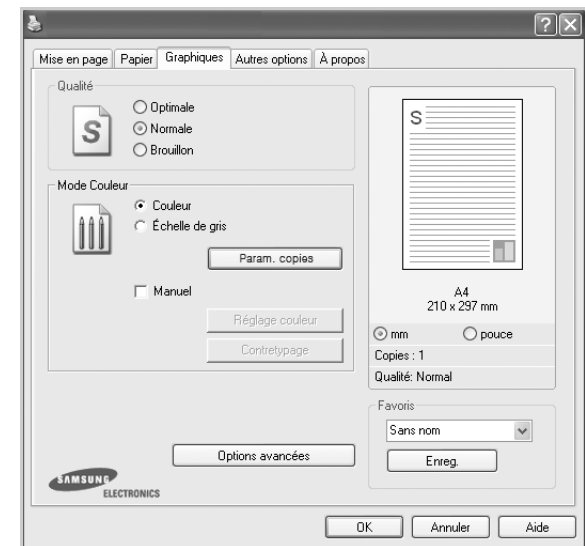 Mise en page Papier Graphiques Autres options À propos
Qualité
S
Optimale
Normale
Brouillon
Mode Couleur
Couleur
Échelle de gris
Param. copies
Manuel
Réglage couleur
Contretypage
Options avancées
SAMSUNG
ELECTRONICS
S
A4
210 x 297 mm
mm pouce
Copies : 1
Qualité: Normal
Favoris
Sans nom
Enreg.
OK Annuler Aide